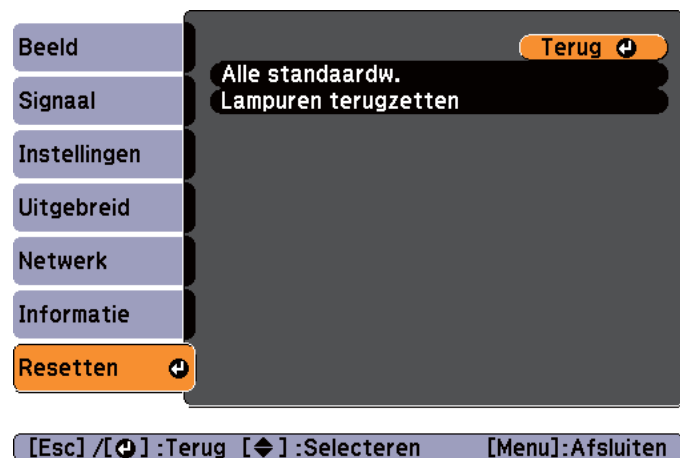 Beeld
Signaal
Instellingen
Uitgebreid
Netwerk
Informatie
Resetten
Terug
Alle standaardw.
Lampuren terugzetten
[Esc] /[⏎] :Terug [◆] :Selecteren [Menu]:Afsluiten